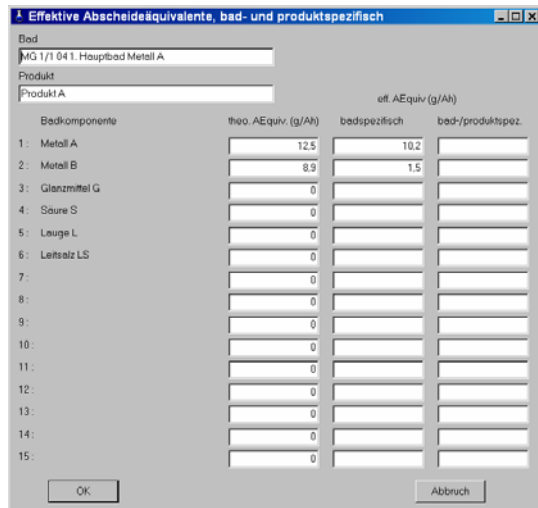 Effektive Abscheideäquivalente, bad- und produktspezifisch
Bad
MG 1/1 04 1. Hauptbad Metall A
Produkt
Produkt A
eff. AEquiv (g/Ah)
Badkomponente theo. AEquiv. (g/Ah) badspezifisch bad-/produktspez.
1: Metall A 12,5 10,2
2: Metall B 8,9 1,5
3: Glanzmittel G 0
4: Säure S 0
5: Lauge L 0
6: Leitsalz LS 0
7: 0
8: 0
9: 0
10: 0
11: 0
12: 0
13: 0
14: 0
15: 0
OK Abbruch